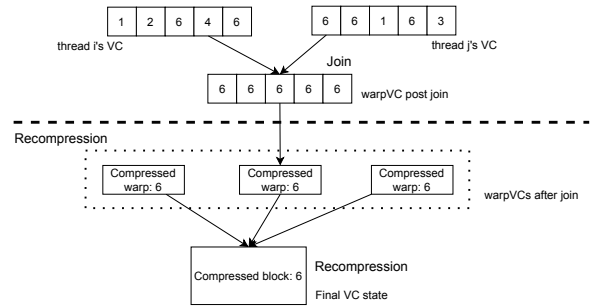 1 2 6 4 6
6 6 1 6 3
thread i's VC
thread j's VC
Join
6 6 6 6 6
warpVC post join
Recompression
Compressed
warp: 6
Compressed
warp: 6
Compressed
warp: 6
warpVCs after join
Compressed block: 6
Recompression
Final VC state